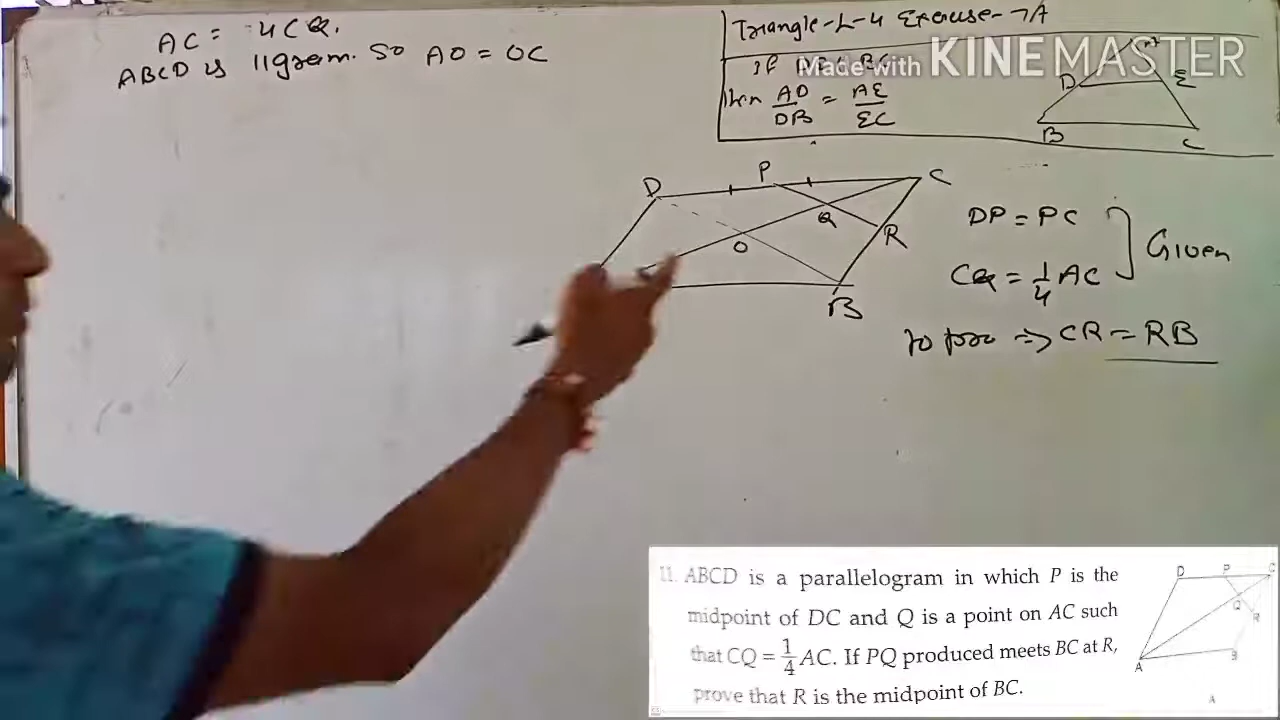 AC = 4CQ.
ABCD is ||gram. So AO = OC
Triangle-L-4 Exercise-7A
If DE || BC
then AD/DB = AE/EC
Made with KINEMASTER
D E
B C
D P C
Q
O R
B
DP = PC
CQ = 1/4 AC
Given
to prove => CR = RB
11. ABCD is a parallelogram in which P is the
midpoint of DC and Q is a point on AC such
that CQ = 1/4 AC. If PQ produced meets BC at R,
prove that R is the midpoint of BC.
D P C
Q
R
A B
A